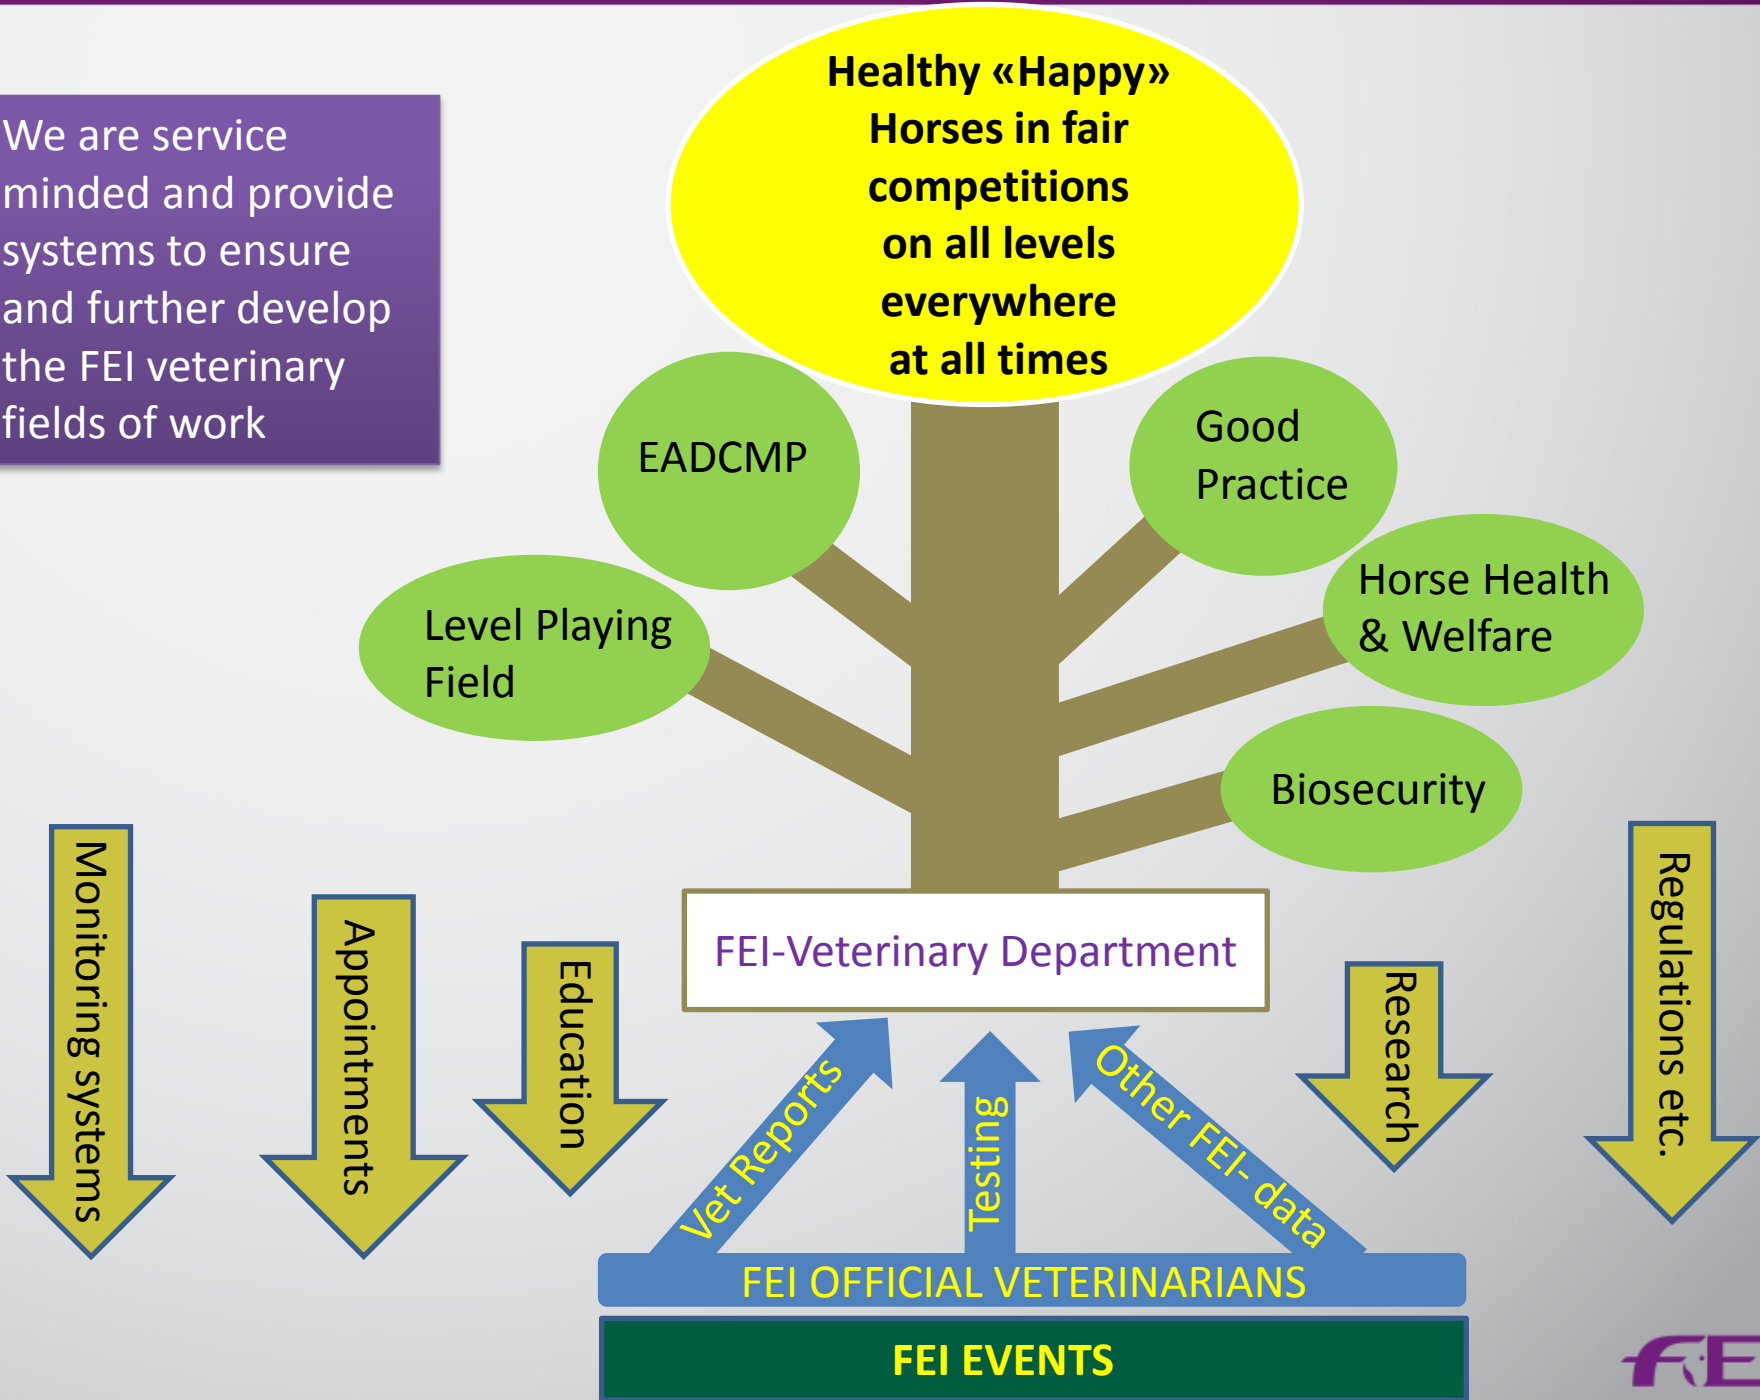 Healthy «Happy»
Horses in fair
competitions
on all levels
everywhere
at all times
We are service
minded and provide
systems to ensure
and further develop
the FEI veterinary
fields of work
EADCMP
Good
Practice
Level Playing
Field
Horse Health
& Welfare
Biosecurity
Monitoring systems
Appointments
Education
FEI-Veterinary Department
Research
Regulations etc.
Vet Reports
Testing
Other FEI- data
FEI OFFICIAL VETERINARIANS
FEI EVENTS
FE